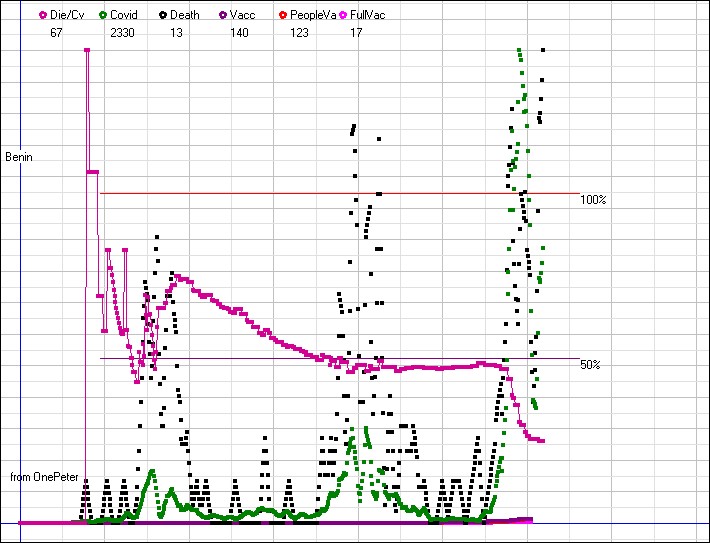 Die/Cv Covid Death Vacc PeopleVa FullVac
67 2330 13 140 123 17
Benin
100%
50%
from OnePeter